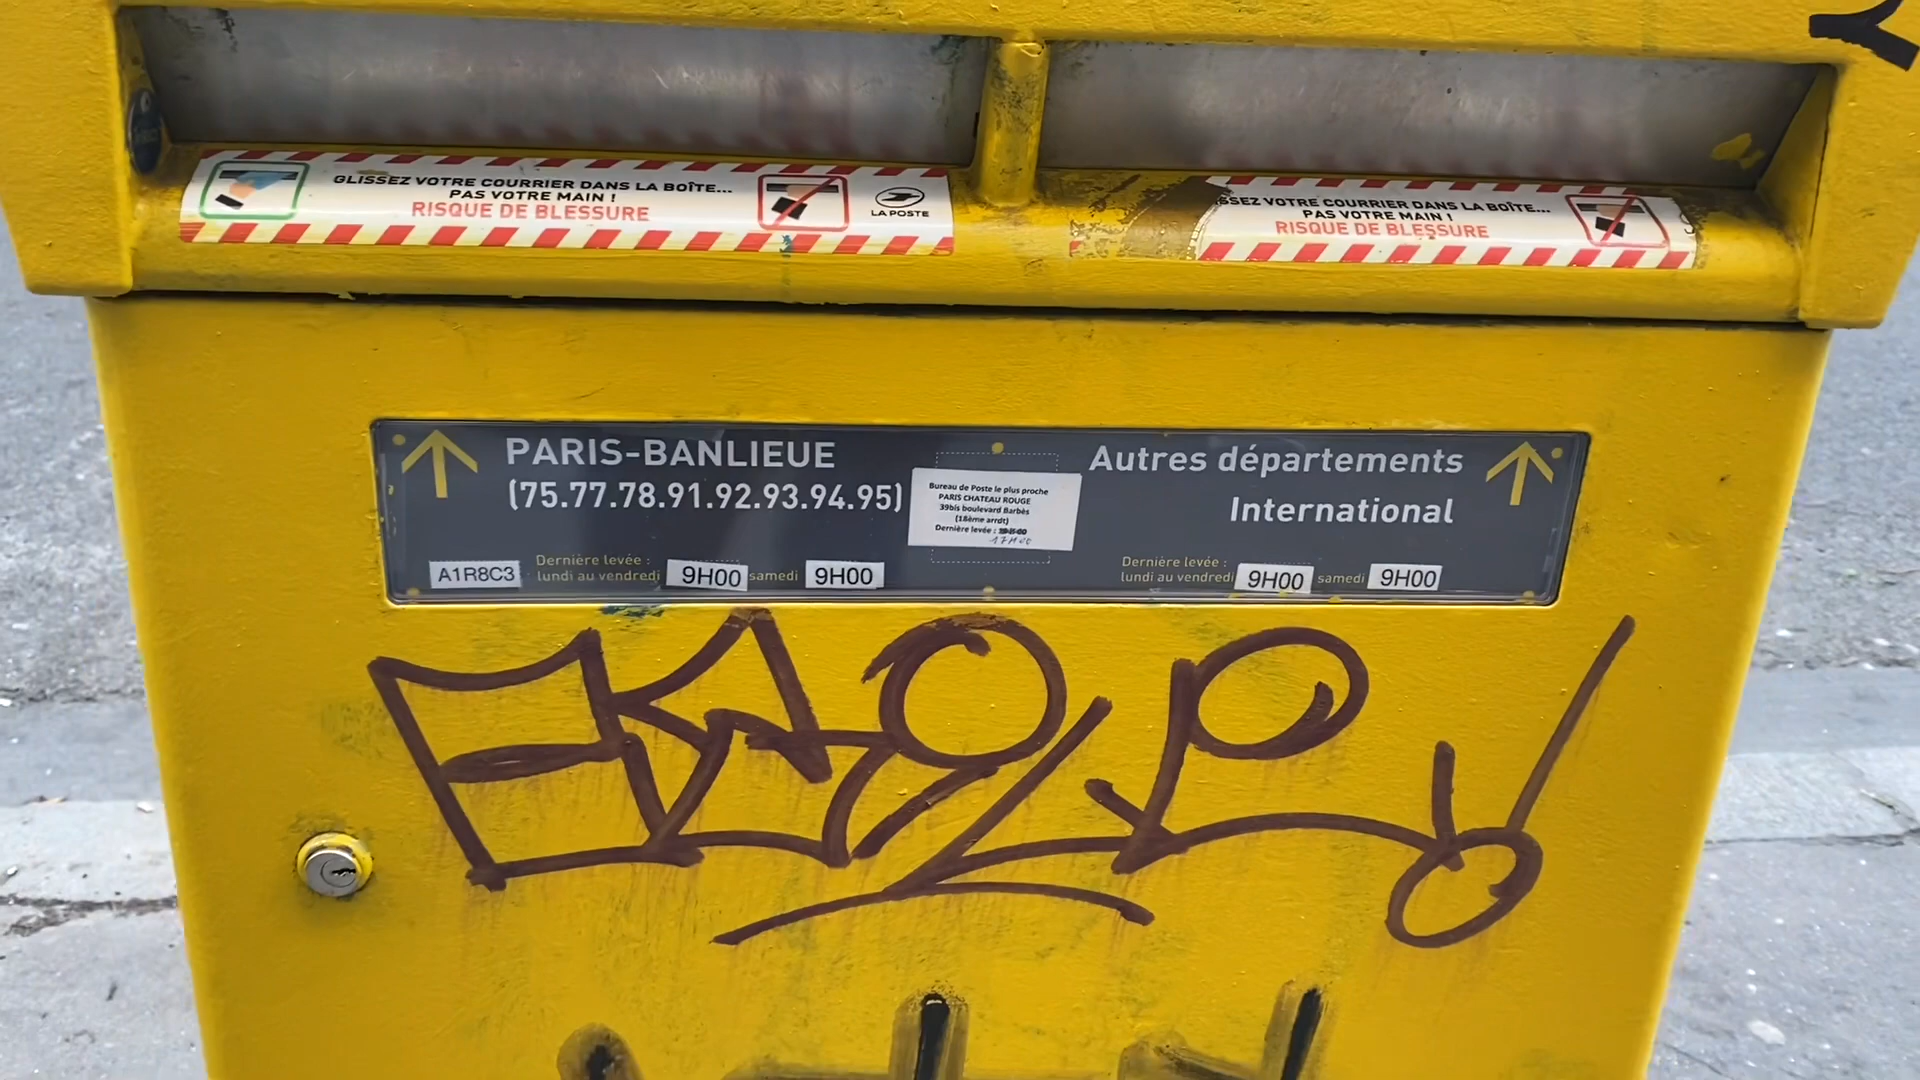 GLISSEZ VOTRE COURRIER DANS LA BOÎTE...
PAS VOTRE MAIN !
RISQUE DE BLESSURE
LA POSTE
SSEZ VOTRE COURRIER DANS LA BOÎTE...
PAS VOTRE MAIN !
RISQUE DE BLESSURE
PARIS-BANLIEUE
(75.77.78.91.92.93.94.95)
A1R8C3
Dernière levée :
lundi au vendredi 9H00 samedi 9H00
Bureau de Poste le plus proche
PARIS CHATEAU ROUGE
39bis boulevard Barbès
(18ème arrdt)
Dernière levée :
17H00
Autres départements
International
Dernière levée :
lundi au vendredi 9H00 samedi 9H00